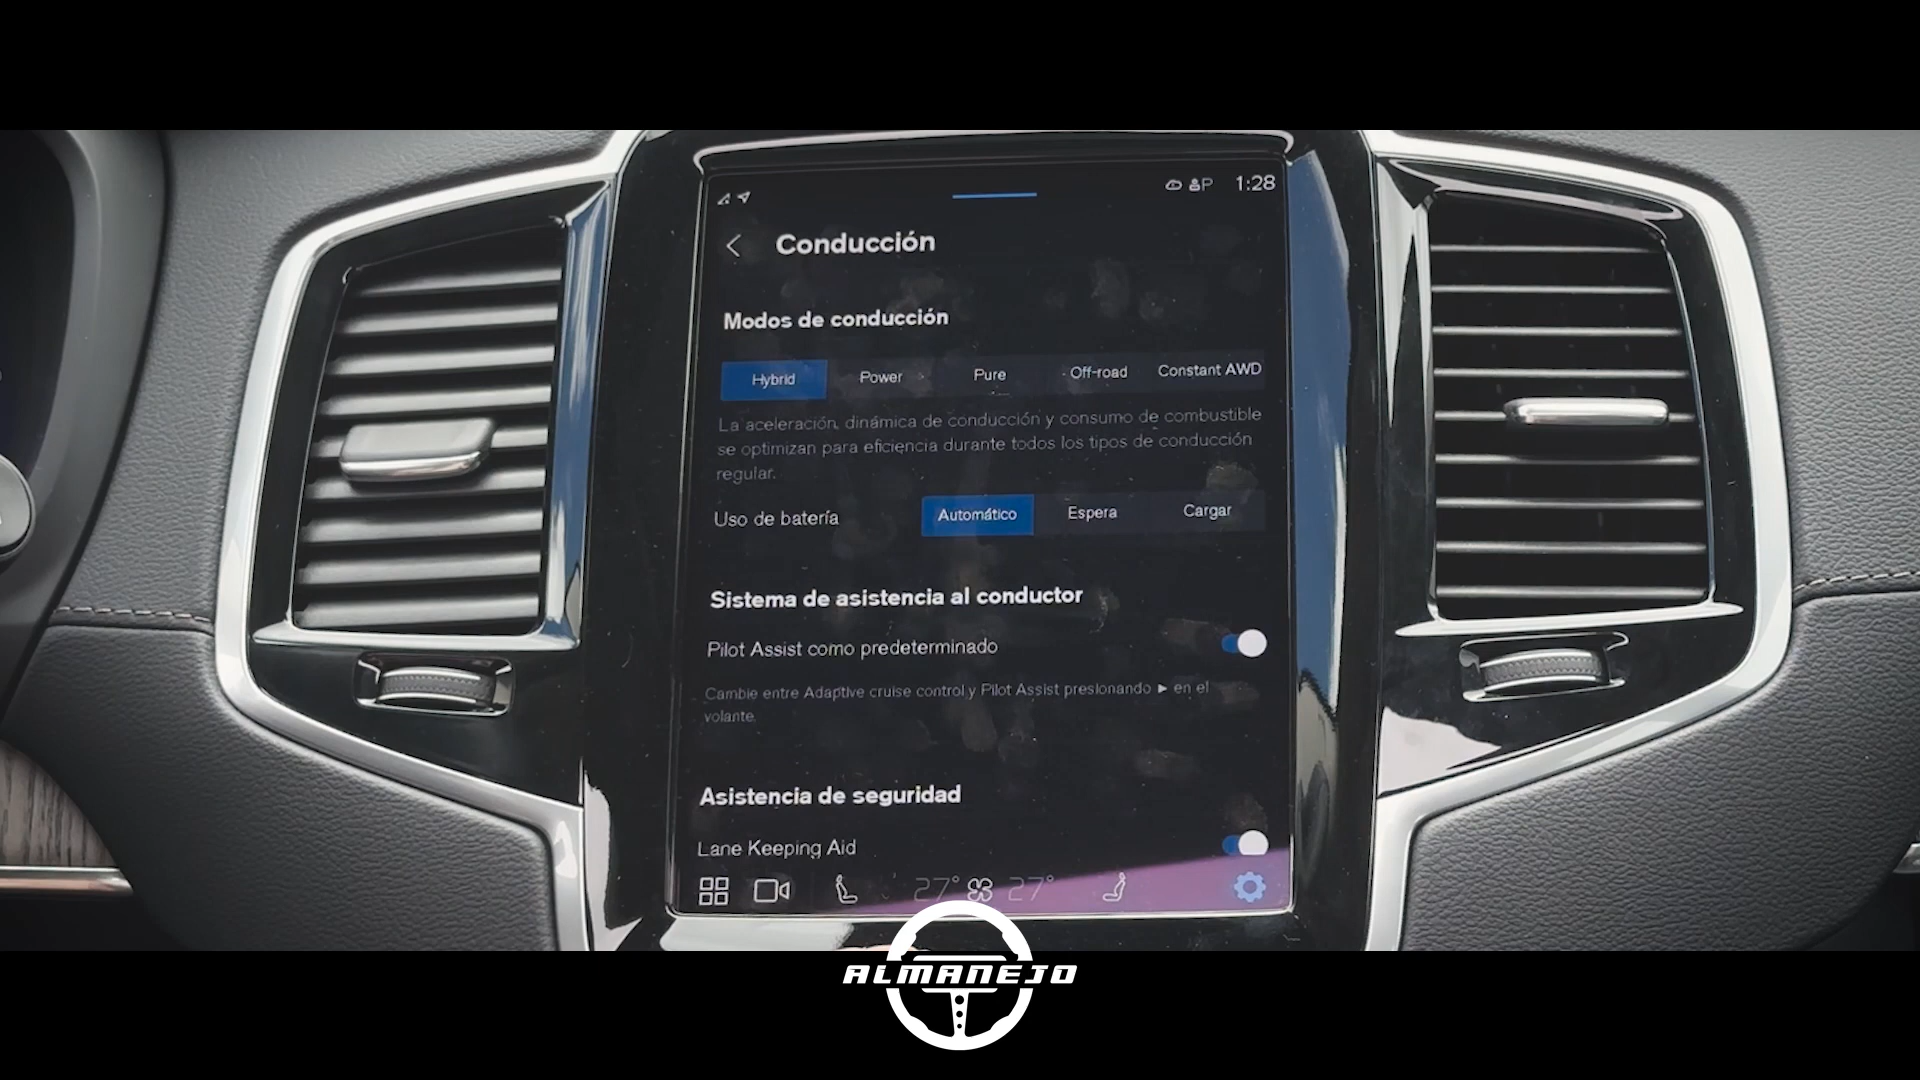 P 1:28
Conducción
Modos de conducción
Hybrid Power Pure Off-road Constant AWD
La aceleración, dinámica de conducción y consumo de combustible
se optimizan para eficiencia durante todos los tipos de conducción
regular.
Uso de batería Automático Espera Cargar
Sistema de asistencia al conductor
Pilot Assist como predeterminado
Cambie entre Adaptive cruise control y Pilot Assist presionando ► en el
volante.
Asistencia de seguridad
Lane Keeping Aid
27° 27°
ALMANEJO